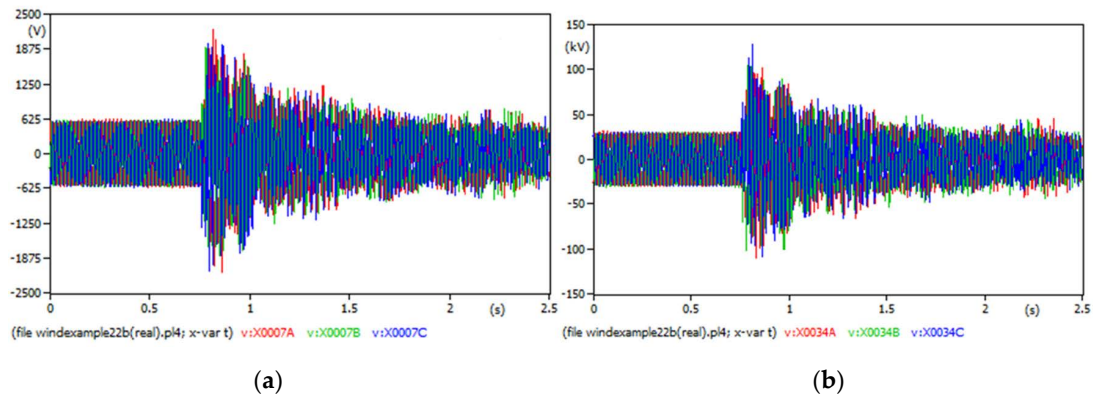 2500
(V)
1875
1250
625
0
-625
-1250
-1875
-2500
0 0.5 1 1.5 2 (s) 2.5
(file windexample22b(real).pl4; x-var t) v:X0007A v:X0007B v:X0007C
(a)
150
(kV)
100
50
0
-50
-100
-150
0 0.5 1 1.5 2 (s) 2.5
(file windexample22b(real).pl4; x-var t) v:X0034A v:X0034B v:X0034C
(b)